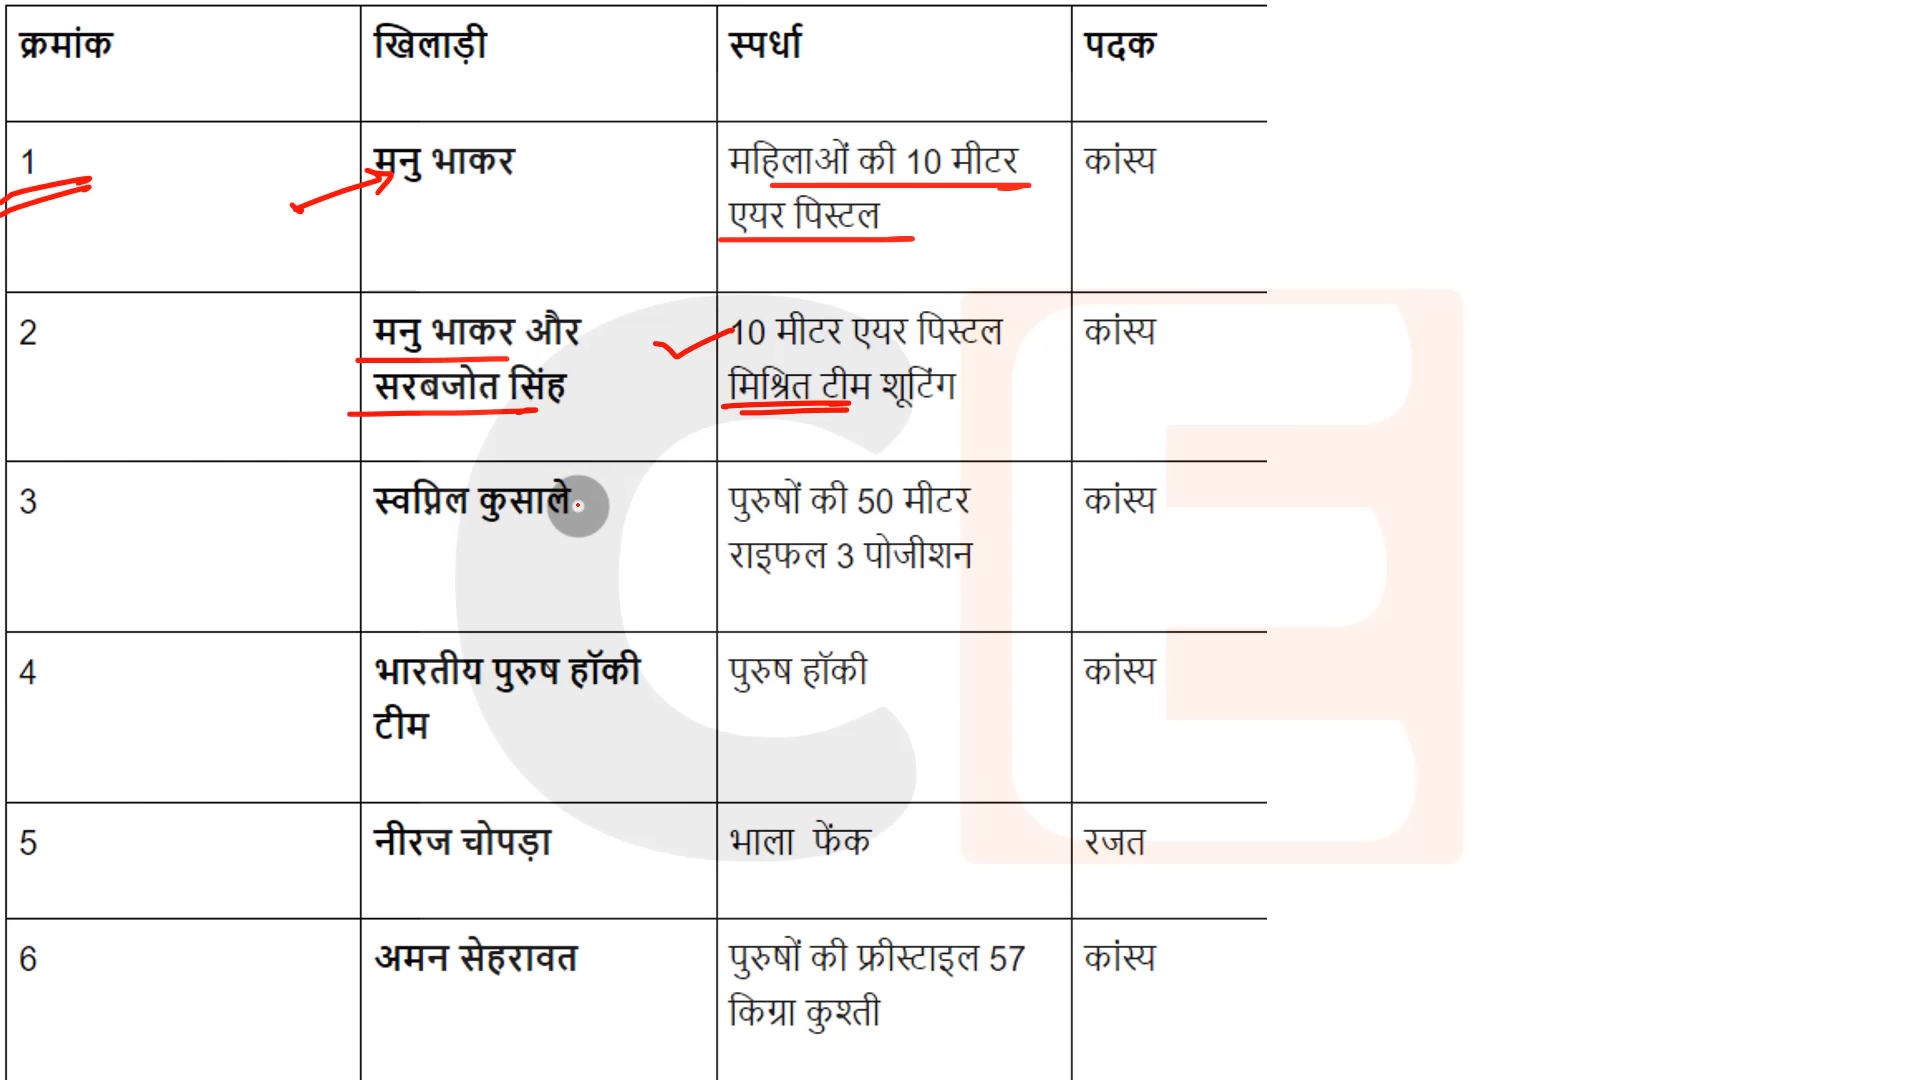 क्रमांक खिलाड़ी स्पर्धा पदक
1 मनु भाकर महिलाओं की 10 मीटर कांस्य
एयर पिस्टल
2 मनु भाकर और 10 मीटर एयर पिस्टल कांस्य
सरबजोत सिंह मिश्रित टीम शूटिंग
3 स्वप्निल कुसाले पुरुषों की 50 मीटर कांस्य
राइफल 3 पोजीशन
4 भारतीय पुरुष हॉकी पुरुष हॉकी कांस्य
टीम
5 नीरज चोपड़ा भाला फेंक रजत
6 अमन सेहरावत पुरुषों की फ्रीस्टाइल 57 कांस्य
किग्रा कुश्ती
CE